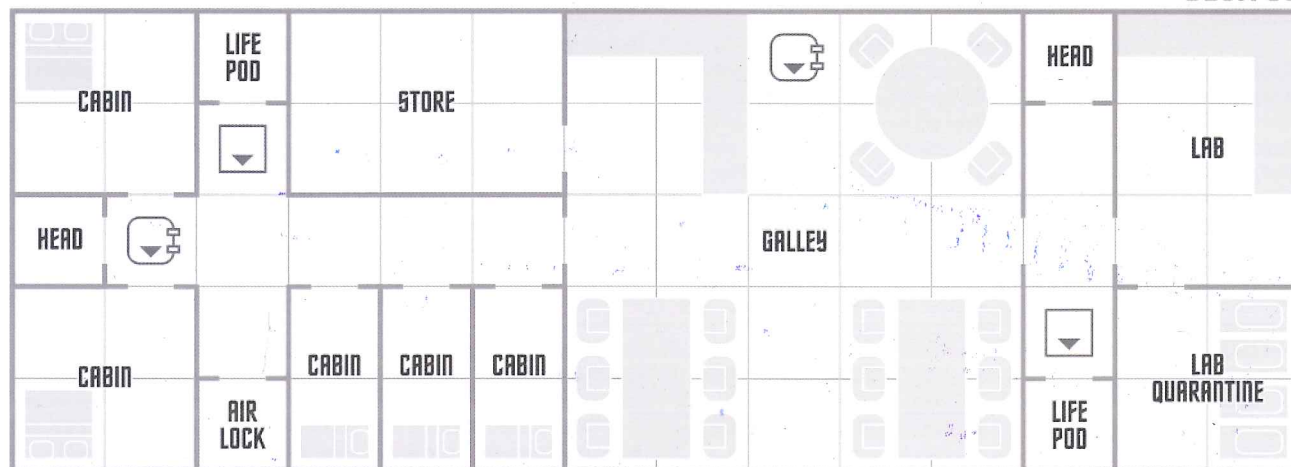 LIFE
POD
HEAD
CABIN
STORE
LAB
HEAD
GALLEY
CABIN
CABIN
CABIN
CABIN
LAB
QUARANTINE
AIR
LOCK
LIFE
POD